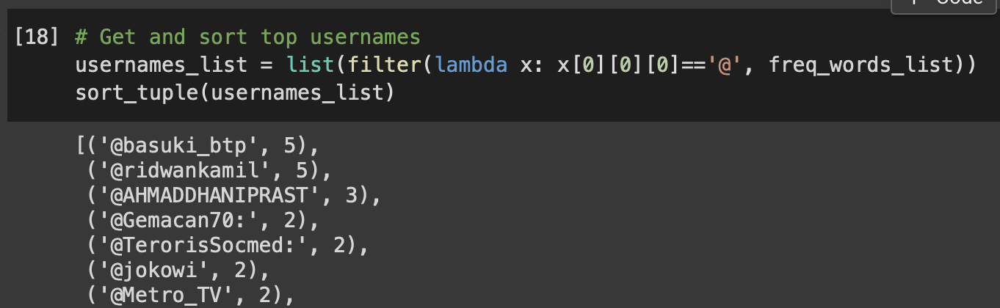 + Code
[18] # Get and sort top usernames
usernames_list = list(filter(lambda x: x[0][0][0]=='@', freq_words_list))
sort_tuple(usernames_list)
[('@basuki_btp', 5),
('@ridwankamil', 5),
('@AHMADDHANIPRAST', 3),
('@Gemacan70:', 2),
('@TerorisSocmed:', 2),
('@jokowi', 2),
('@Metro_TV', 2),